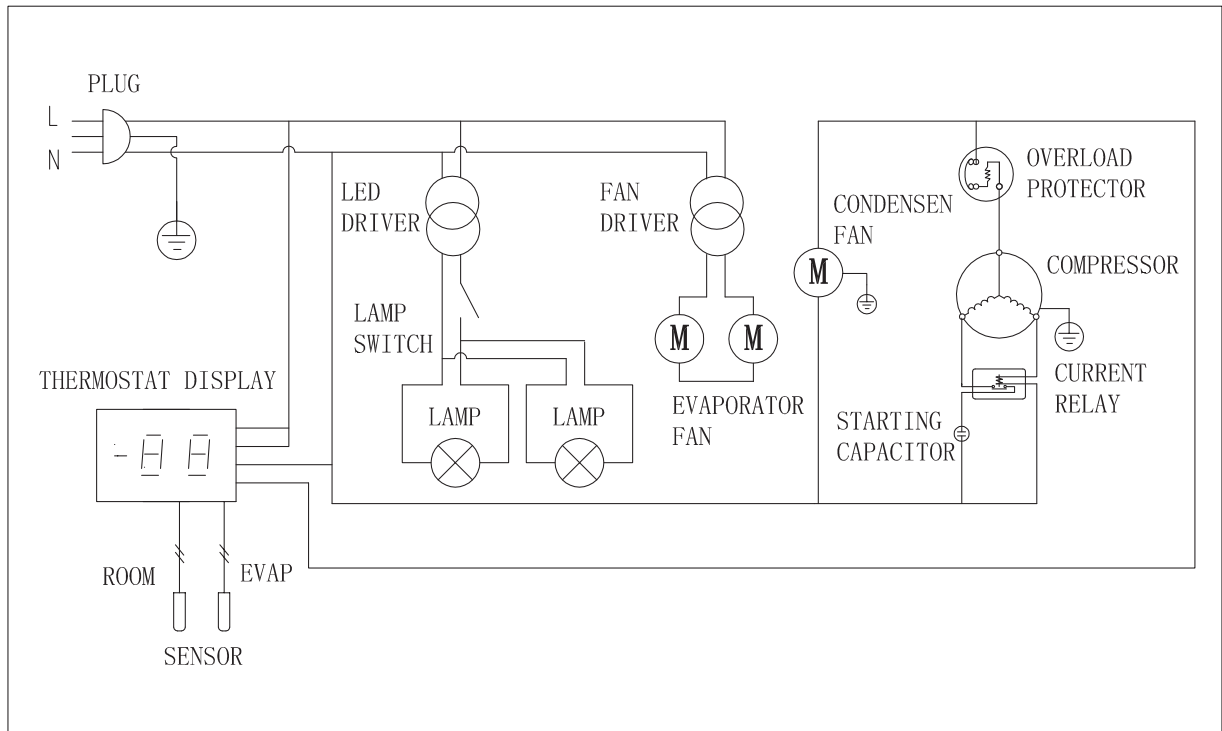 PLUG
L
N
LED
DRIVER
FAN
DRIVER
CONDENSEN
FAN
M
OVERLOAD
PROTECTOR
COMPRESSOR
LAMP
SWITCH
M
M
EVAPORATOR
FAN
CURRENT
RELAY
STARTING
CAPACITOR
THERMOSTAT DISPLAY
-88
LAMP
LAMP
ROOM
EVAP
SENSOR